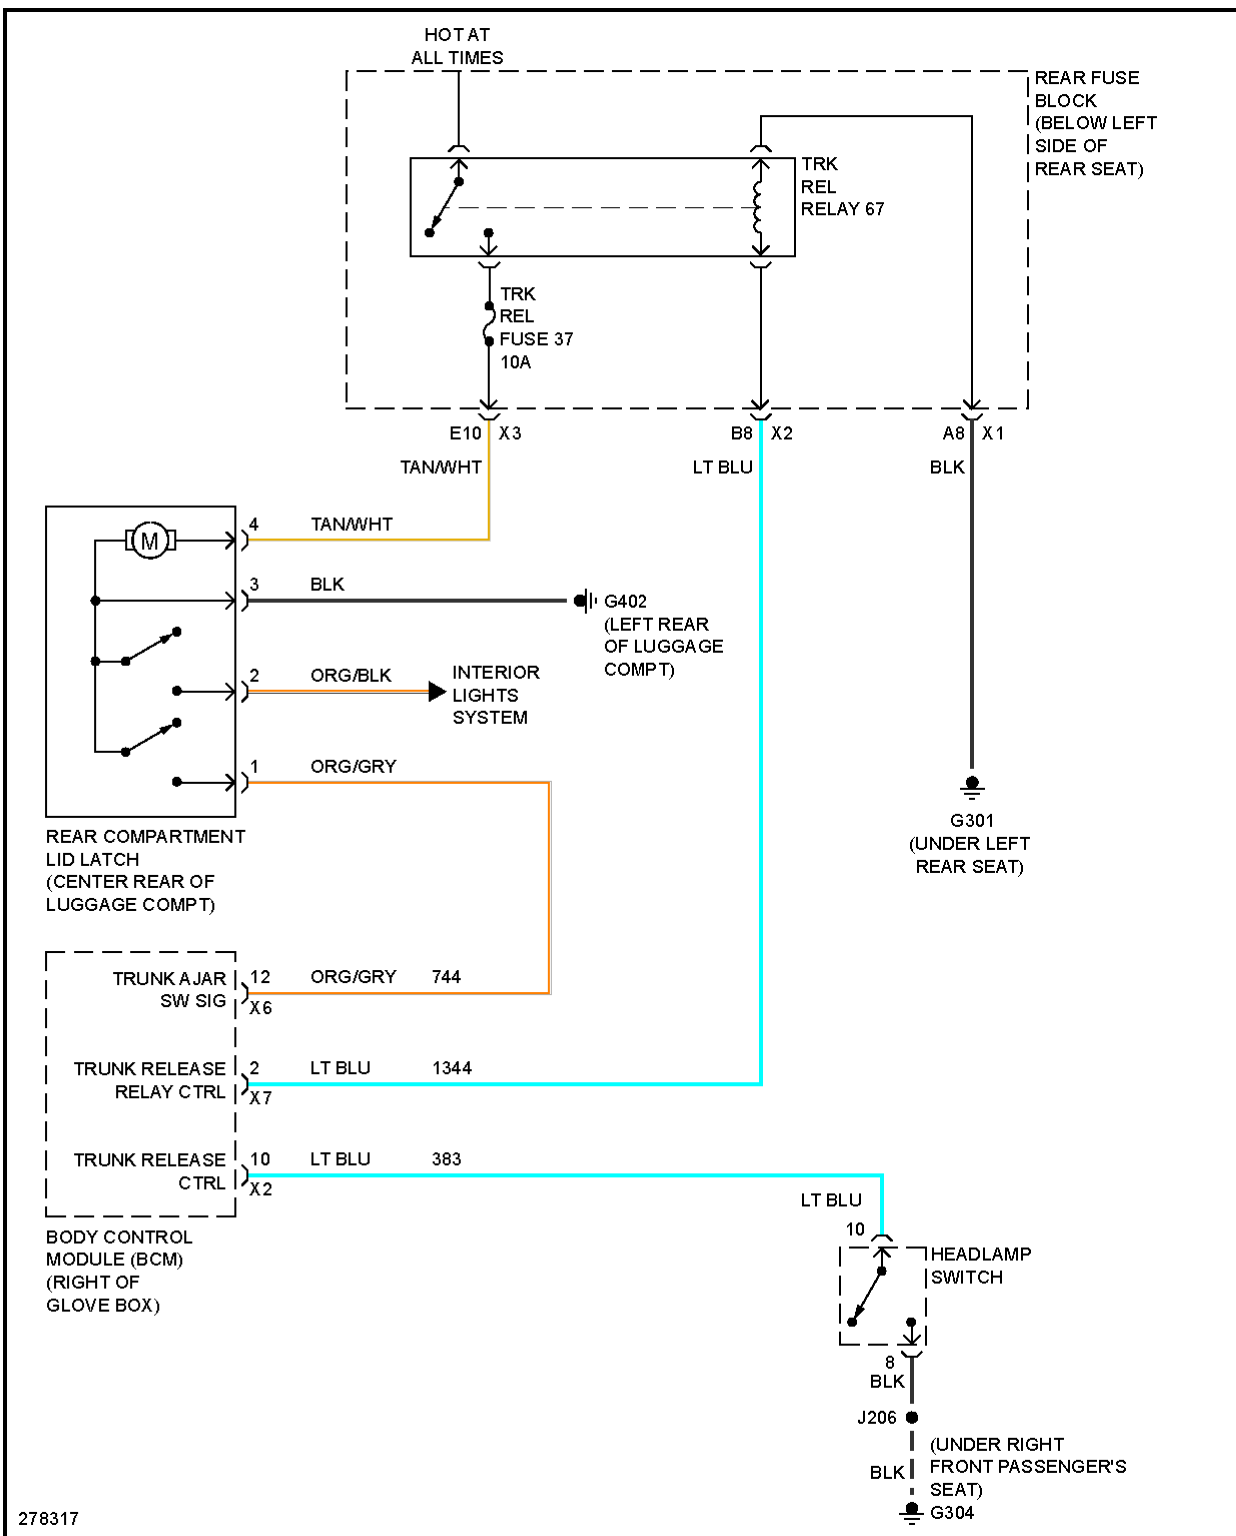 HOT AT
ALL TIMES
REAR FUSE
BLOCK
(BELOW LEFT
SIDE OF
REAR SEAT)
TRK
REL
RELAY 67
TRK
REL
FUSE 37
10A
E10 X3
B8 X2
A8 X1
TAN/WHT
LT BLU
BLK
4 TAN/WHT
M
3 BLK
G402
(LEFT REAR
OF LUGGAGE
COMPT)
2 ORG/BLK
INTERIOR
LIGHTS
SYSTEM
1 ORG/GRY
REAR COMPARTMENT
LID LATCH
(CENTER REAR OF
LUGGAGE COMPT)
G301
(UNDER LEFT
REAR SEAT)
TRUNK AJAR
SW SIG
12 ORG/GRY 744
X6
TRUNK RELEASE
RELAY CTRL
2 LT BLU 1344
X7
TRUNK RELEASE
CTRL
10 LT BLU 383
X2
BODY CONTROL
MODULE (BCM)
(RIGHT OF
GLOVE BOX)
LT BLU
10
HEADLAMP
SWITCH
8
BLK
J206
BLK
(UNDER RIGHT
FRONT PASSENGER'S
SEAT)
G304
278317